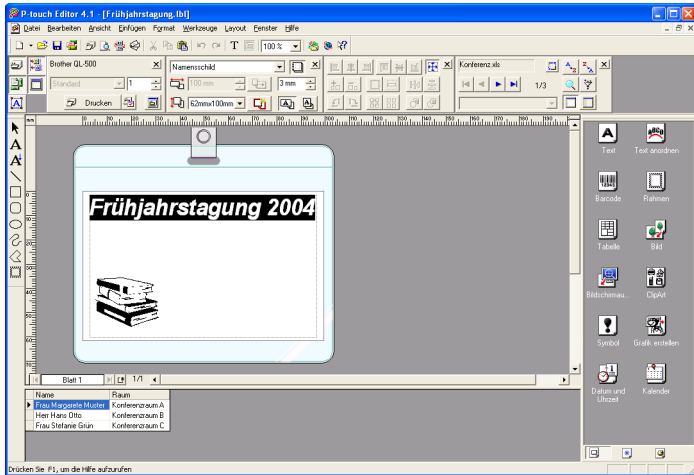 P-touch Editor 4.1 - [Frühjahrstagung.lbl]
Datei Bearbeiten Ansicht Einfügen Format Werkzeuge Layout Fenster Hilfe
100 %
Brother QL-500
Namensschild
Konferenz.xls
Standard
1
100 mm
3 mm
1/3
Drucken
62mmx100mm
mm
Frühjahrstagung 2004
Text
Text anordnen
Barcode
Rahmen
Tabelle
Bild
Bildschirmau...
ClipArt
Symbol
Grafik erstellen
Datum und Uhrzeit
Kalender
Blatt 1
1/1
Name Raum
Frau Margarete Muster Konferenzraum A
Herr Hans Otto Konferenzraum B
Frau Stefanie Grün Konferenzraum C
Drücken Sie F1, um die Hilfe aufzurufen